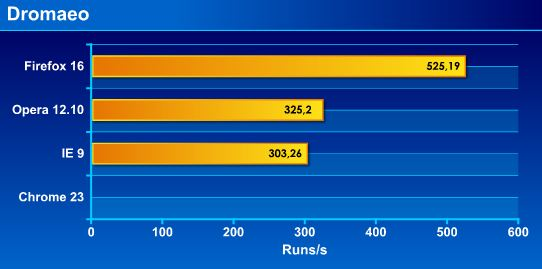 Dromaeo
Firefox 16 525,19
Opera 12.10 325,2
IE 9 303,26
Chrome 23
0 100 200 300 400 500 600
Runs/s